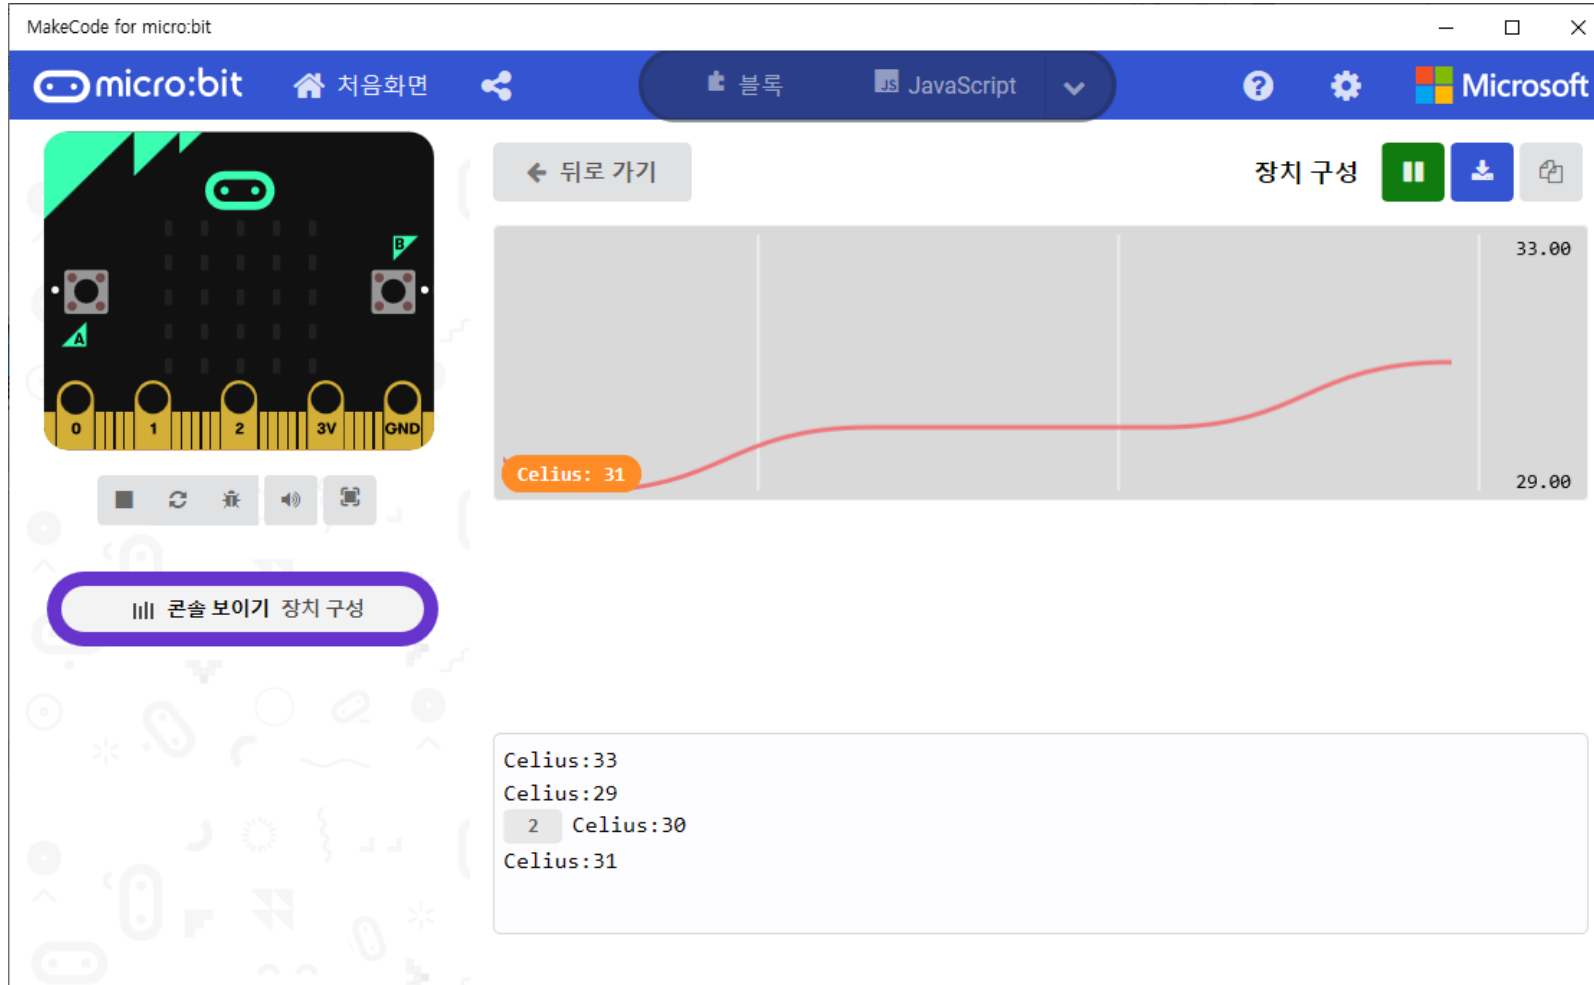 MakeCode for micro:bit
micro:bit 처음화면 블록 JS JavaScript Microsoft
뒤로 가기 장치 구성
B
A
0 1 2 3V GND
33.00
Celius: 31
29.00
콘솔 보이기 장치 구성
Celius:33
Celius:29
2 Celius:30
Celius:31